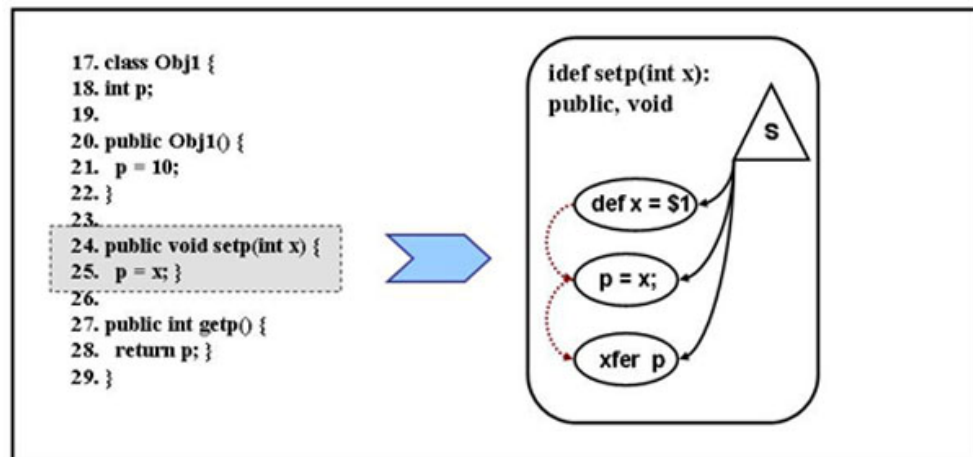 17. class Obj1 {
18. int p;
19.
20. public Obj1() {
21. p = 10;
22. }
23.
24. public void setp(int x) {
25. p = x; }
26.
27. public int getp() {
28. return p; }
29. }
idef setp(int x):
public, void
S
def x = $1
p = x;
xfer p